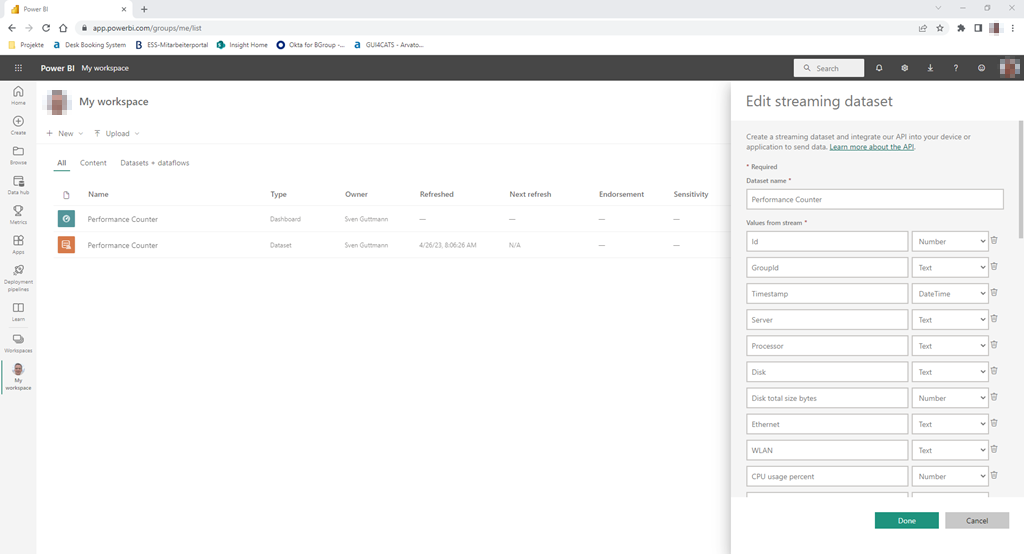 Power BI
app.powerbi.com/groups/me/list
Projekte Desk Booking System ESS-Mitarbeiterportal Insight Home Okta for BGroup -... GUI4CATS - Arvato...
Power BI My workspace Search
Home
Create
Browse
Data hub
Metrics
Apps
Deployment
pipelines
Learn
Workspaces
My
workspace
My workspace
New Upload
All Content Datasets + dataflows
Name Type Owner Refreshed Next refresh Endorsement Sensitivity
Performance Counter Dashboard Sven Guttmann — — — —
Performance Counter Dataset Sven Guttmann 4/26/23, 8:06:26 AM N/A — —
Edit streaming dataset
Create a streaming dataset and integrate our API into your device or
application to send data. Learn more about the API.
* Required
Dataset name *
Performance Counter
Values from stream *
Id Number
GroupId Text
Timestamp DateTime
Server Text
Processor Text
Disk Text
Disk total size bytes Number
Ethernet Text
WLAN Text
CPU usage percent Number
Done Cancel